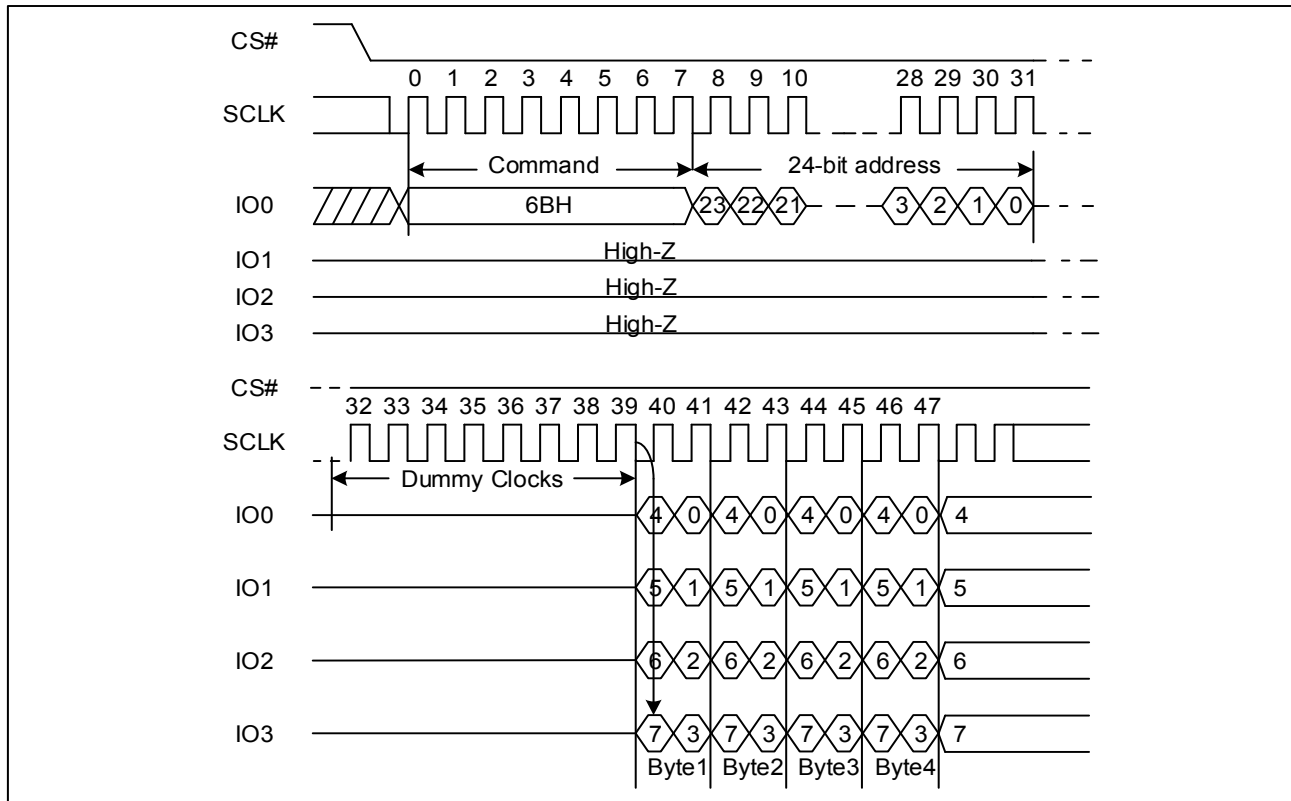 CS#
0 1 2 3 4 5 6 7 8 9 10 28 29 30 31
SCLK
Command 24-bit address
IO0 6BH 23 22 21 3 2 1 0
IO1 High-Z
IO2 High-Z
IO3 High-Z
CS#
32 33 34 35 36 37 38 39 40 41 42 43 44 45 46 47
SCLK
Dummy Clocks
IO0 4 0 4 0 4 0 4 0 4
IO1 5 1 5 1 5 1 5 1 5
IO2 6 2 6 2 6 2 6 2 6
IO3 7 3 7 3 7 3 7 3 7
Byte1 Byte2 Byte3 Byte4